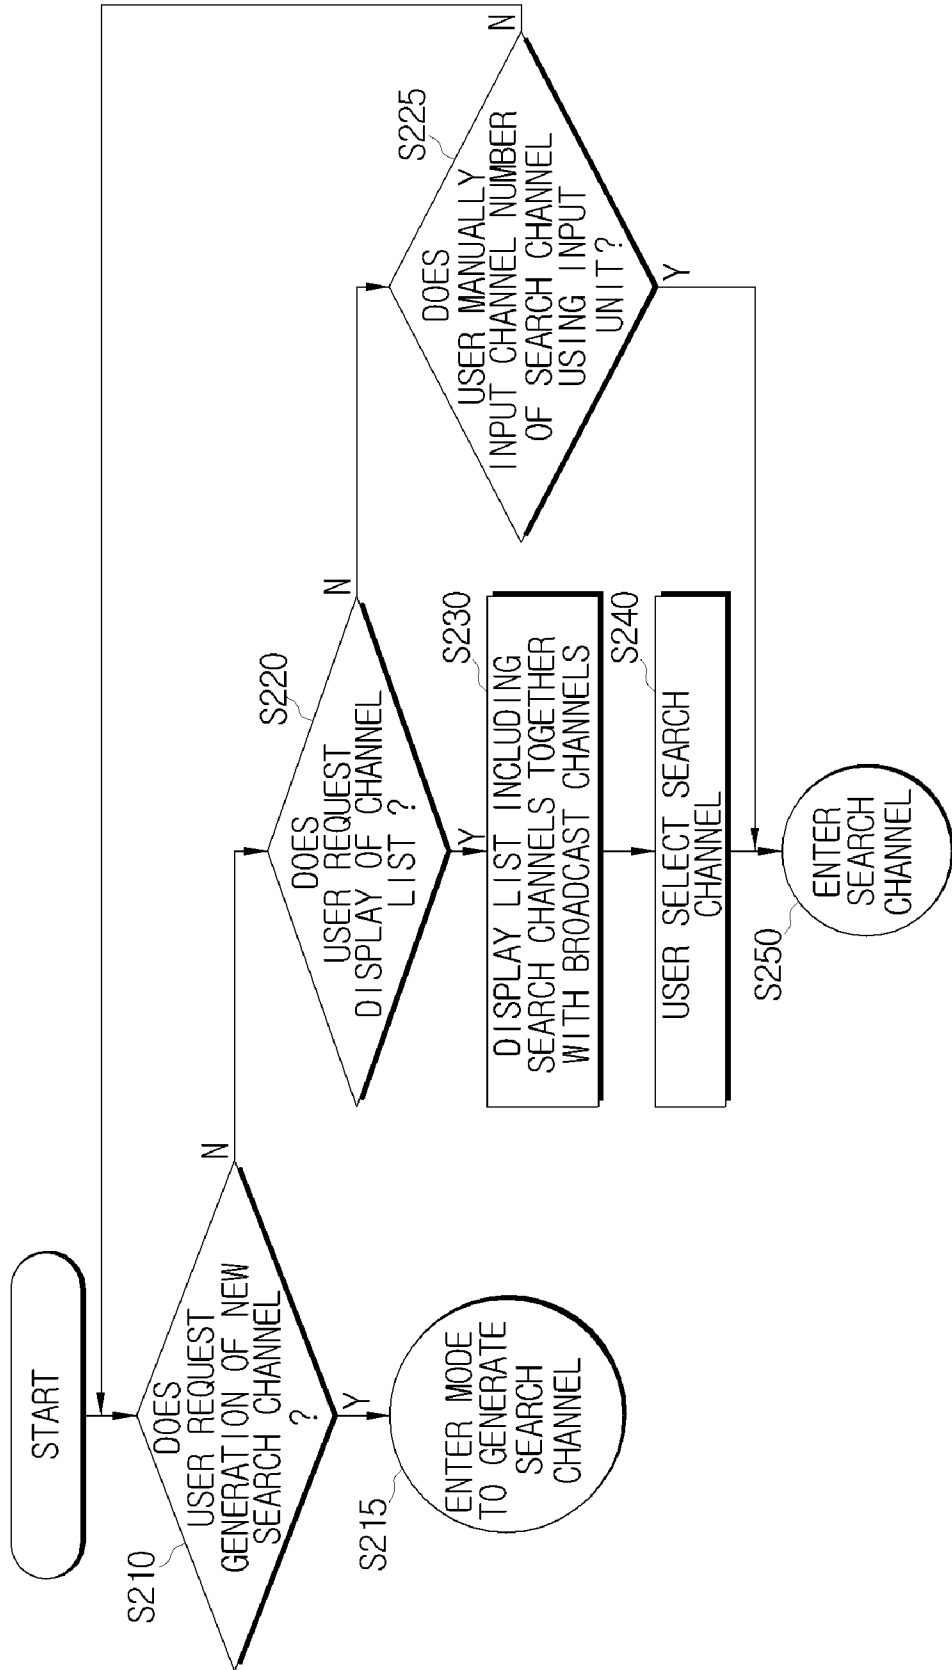 START
S210
DOES
USER REQUEST
GENERATION OF NEW
SEARCH CHANNEL
?
N
Y
S215
ENTER MODE
TO GENERATE
SEARCH
CHANNEL
S220
DOES
USER REQUEST
DISPLAY OF CHANNEL
LIST ?
N
Y
S230
DISPLAY LIST INCLUDING
SEARCH CHANNELS TOGETHER
WITH BROADCAST CHANNELS
S240
USER SELECT SEARCH
CHANNEL
S250
ENTER
SEARCH
CHANNEL
S225
DOES
USER MANUALLY
INPUT CHANNEL NUMBER
OF SEARCH CHANNEL
USING INPUT
UNIT?
N
Y